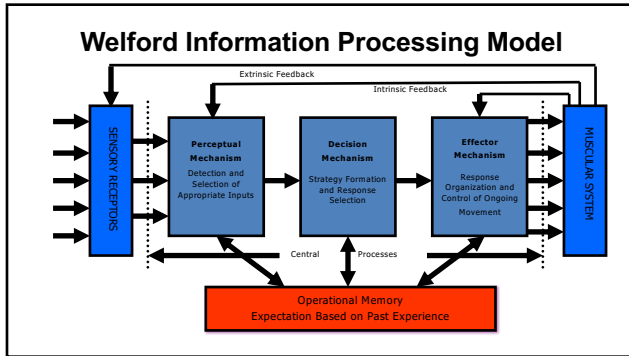 Welford Information Processing Model
Extrinsic Feedback
Intrinsic Feedback
SENSORY RECEPTORS
Perceptual
Mechanism
Detection and
Selection of
Appropriate Inputs
Decision
Mechanism
Strategy Formation
and Response
Selection
Effector
Mechanism
Response
Organization and
Control of Ongoing
Movement
MUSCULAR SYSTEM
Central Processes
Operational Memory
Expectation Based on Past Experience